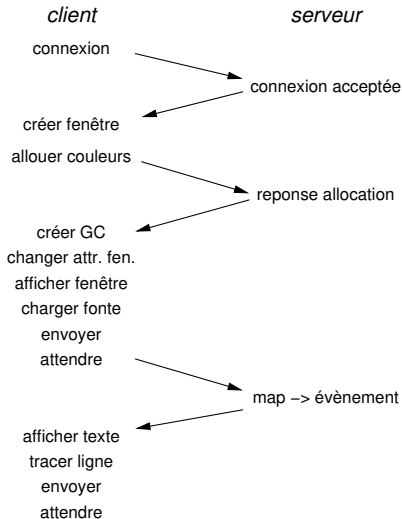 client serveur
connexion
connexion acceptée
créer fenêtre
allouer couleurs
reponse allocation
créer GC
changer attr. fen.
afficher fenêtre
charger fonte
envoyer
attendre
map −> évènement
afficher texte
tracer ligne
envoyer
attendre